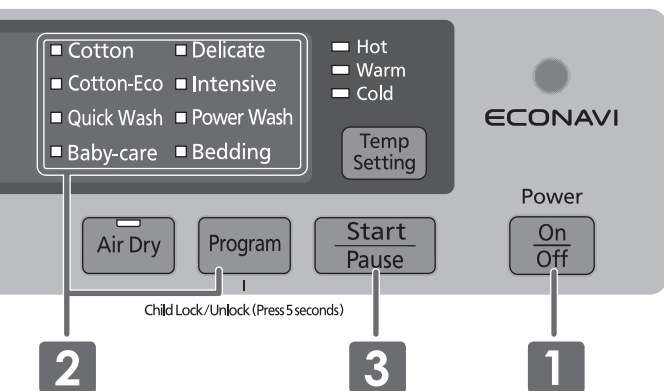 Cotton Delicate
Cotton-Eco Intensive
Quick Wash Power Wash
Baby-care Bedding
Hot
Warm
Cold
Temp
Setting
ECONAVI
Power
On
Off
Air Dry
Program
Start
Pause
Child Lock/Unlock (Press 5 seconds)
2
3
1